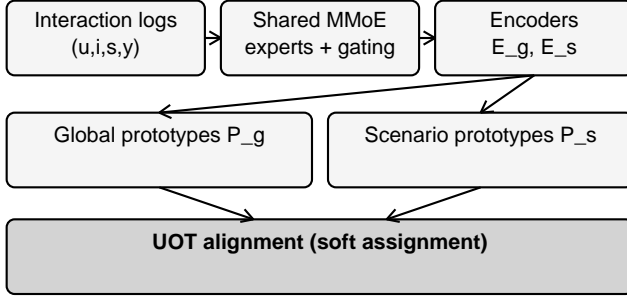 Interaction logs
(u,i,s,y)
Shared MMoE
experts + gating
Encoders
E_g, E_s
Global prototypes P_g
Scenario prototypes P_s
UOT alignment (soft assignment)